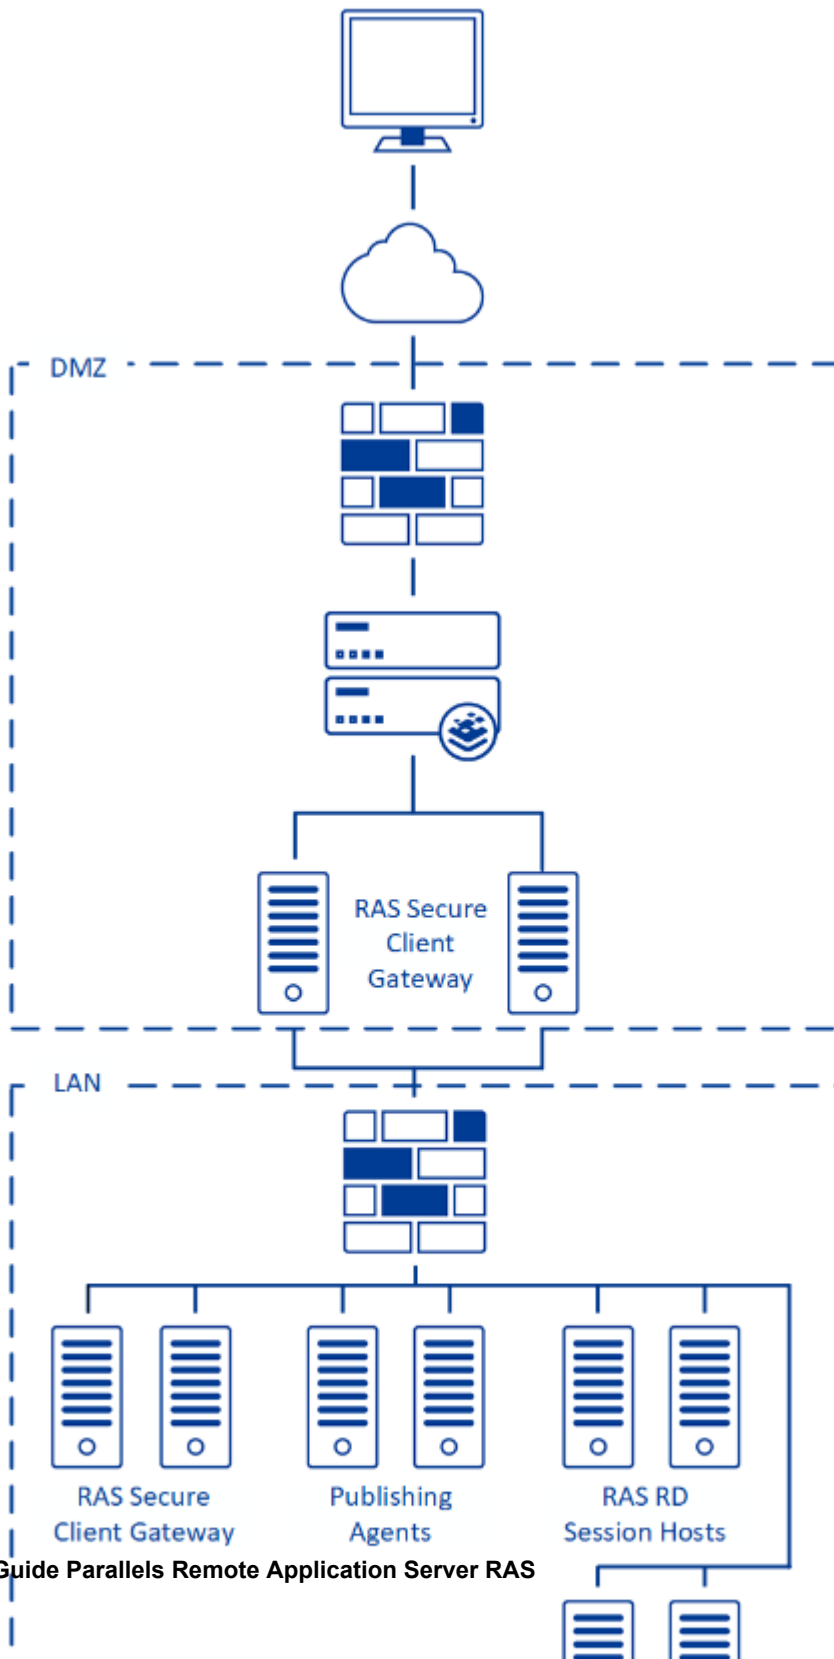 DMZ
RAS Secure
Client
Gateway
LAN
RAS Secure
Client Gateway
Publishing
Agents
RAS RD
Session Hosts
Guide Parallels Remote Application Server RAS